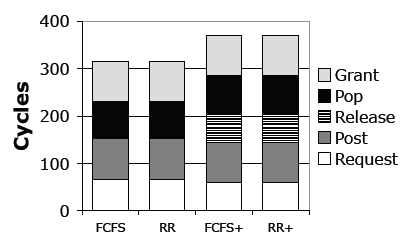 400
300
200
100
0
Cycles
FCFS
RR
FCFS+
RR+
Grant
Pop
Release
Post
Request